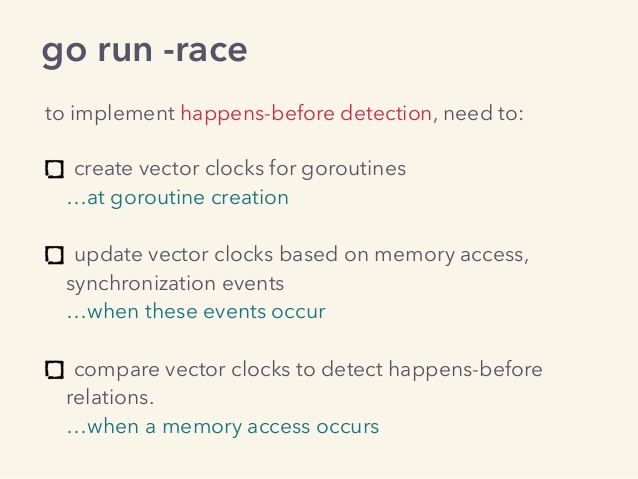 go run -race
to implement happens-before detection, need to:
create vector clocks for goroutines
…at goroutine creation
update vector clocks based on memory access,
synchronization events
…when these events occur
compare vector clocks to detect happens-before
relations.
…when a memory access occurs